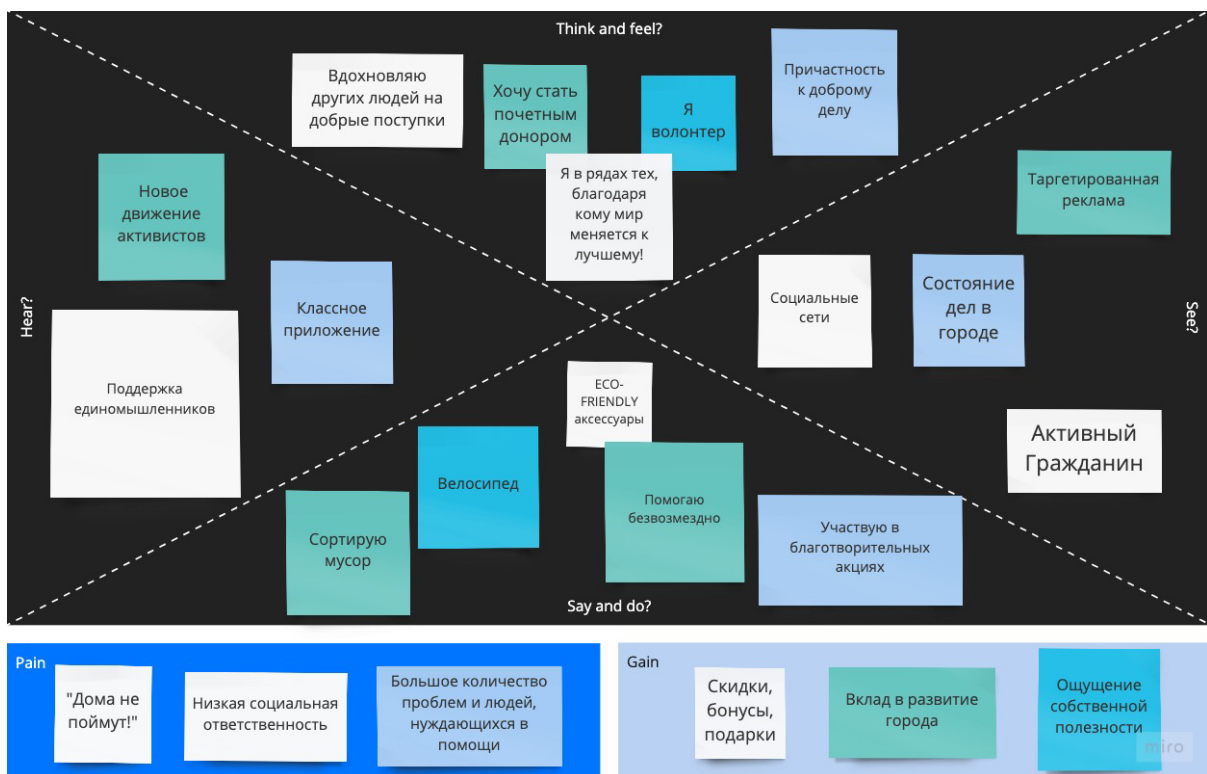 Think and feel?
Вдохновляю
других людей на
добрые поступки
Хочу стать
почетным
донором
Я
волонтер
Причастность
к доброму
делу
Я в рядах тех,
благодаря
кому мир
меняется к
лучшему!
Hear?
Новое
движение
активистов
Классное
приложение
Поддержка
единомышленников
See?
Таргетированная
реклама
Социальные
сети
Состояние
дел в
городе
Активный
Гражданин
ECO-
FRIENDLY
аксессуары
Велосипед
Помогаю
безвозмездно
Сортирую
мусор
Участвую в
благотворительных
акциях
Say and do?
Pain
"Дома не
поймут!"
Низкая социальная
ответственность
Большое количество
проблем и людей,
нуждающихся в
помощи
Gain
Скидки,
бонусы,
подарки
Вклад в развитие
города
Ощущение
собственной
полезности
miro